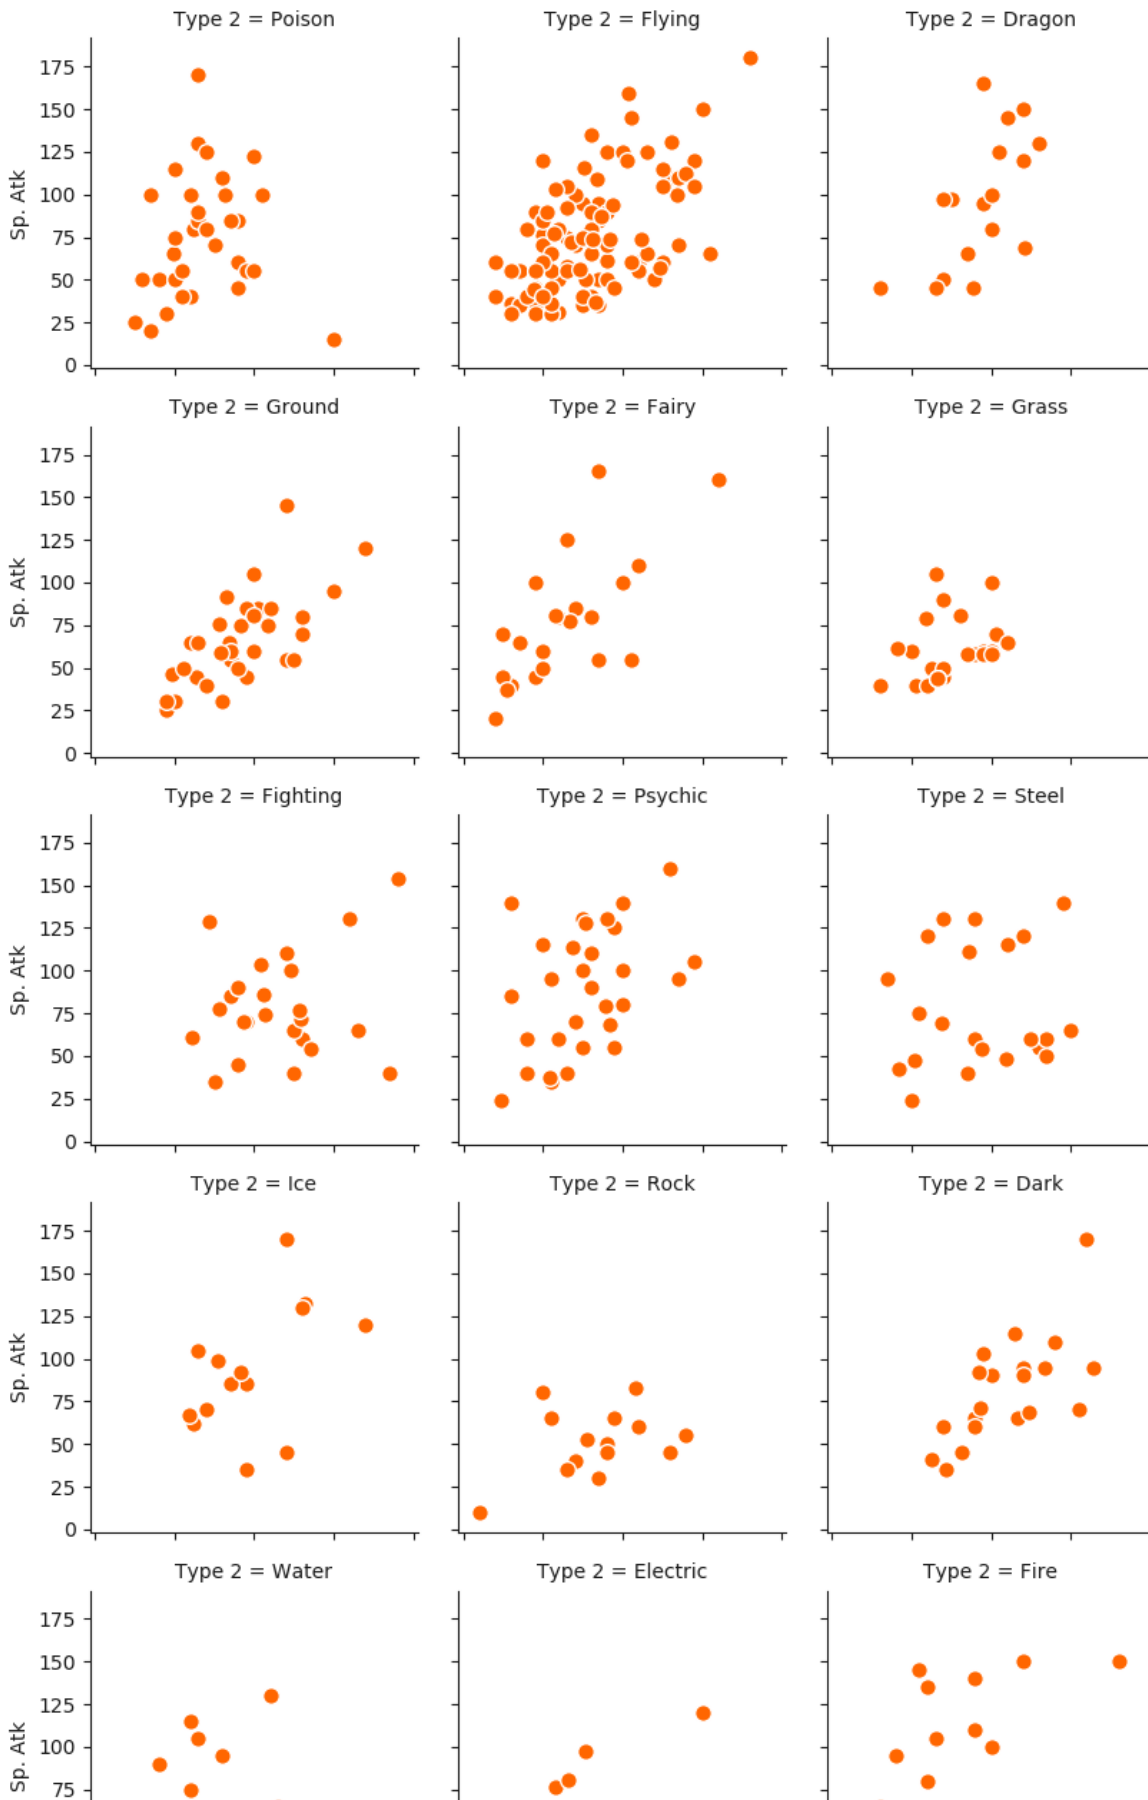 Type 2 = Poison
Type 2 = Flying
Type 2 = Dragon
175
150
125
100
75
50
25
0
Sp. Atk
Type 2 = Ground
Type 2 = Fairy
Type 2 = Grass
175
150
125
100
75
50
25
0
Sp. Atk
Type 2 = Fighting
Type 2 = Psychic
Type 2 = Steel
175
150
125
100
75
50
25
0
Sp. Atk
Type 2 = Ice
Type 2 = Rock
Type 2 = Dark
175
150
125
100
75
50
25
0
Sp. Atk
Type 2 = Water
Type 2 = Electric
Type 2 = Fire
175
150
125
100
75
Sp. Atk